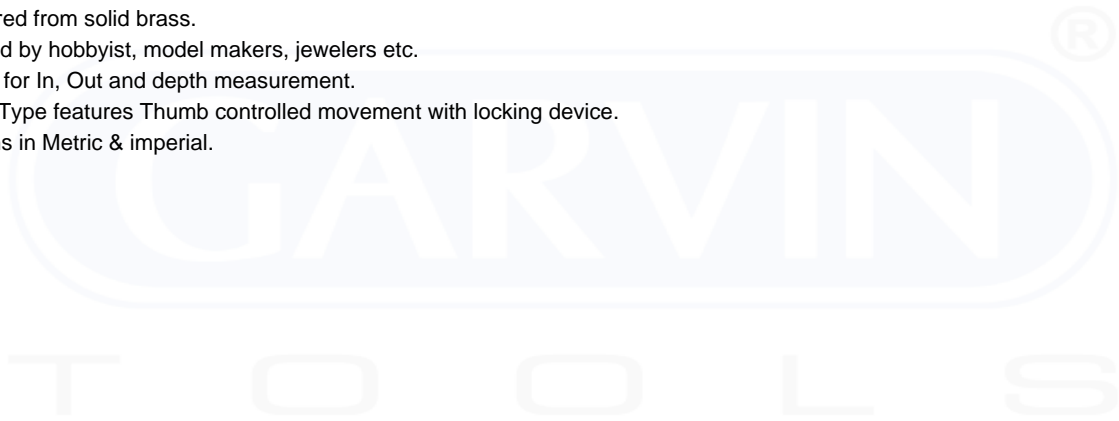 red from solid brass.
d by hobbyist, model makers, jewelers etc.
for In, Out and depth measurement.
Type features Thumb controlled movement with locking device.
s in Metric & imperial.
GARVIN ®
TOOLS